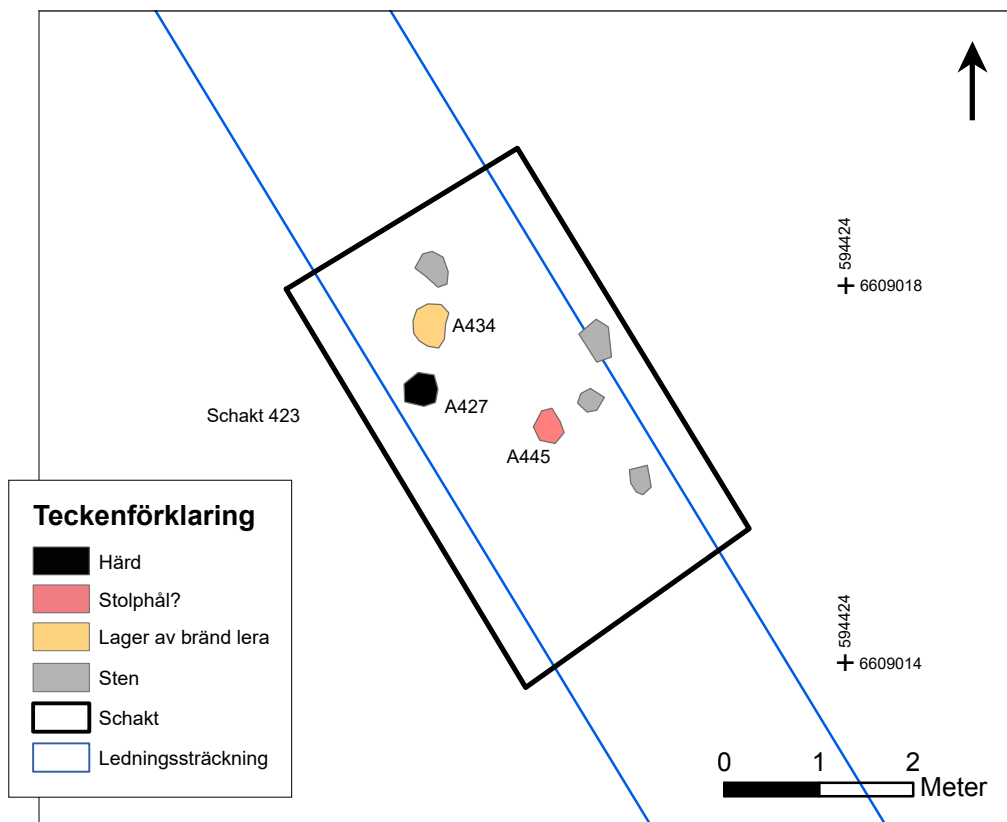 594424
6609018
A434
A427
Schakt 423
A445
Teckenförklaring
Härd
Stolphål?
Lager av bränd lera
Sten
Schakt
Ledningssträckning
594424
6609014
0 1 2
Meter